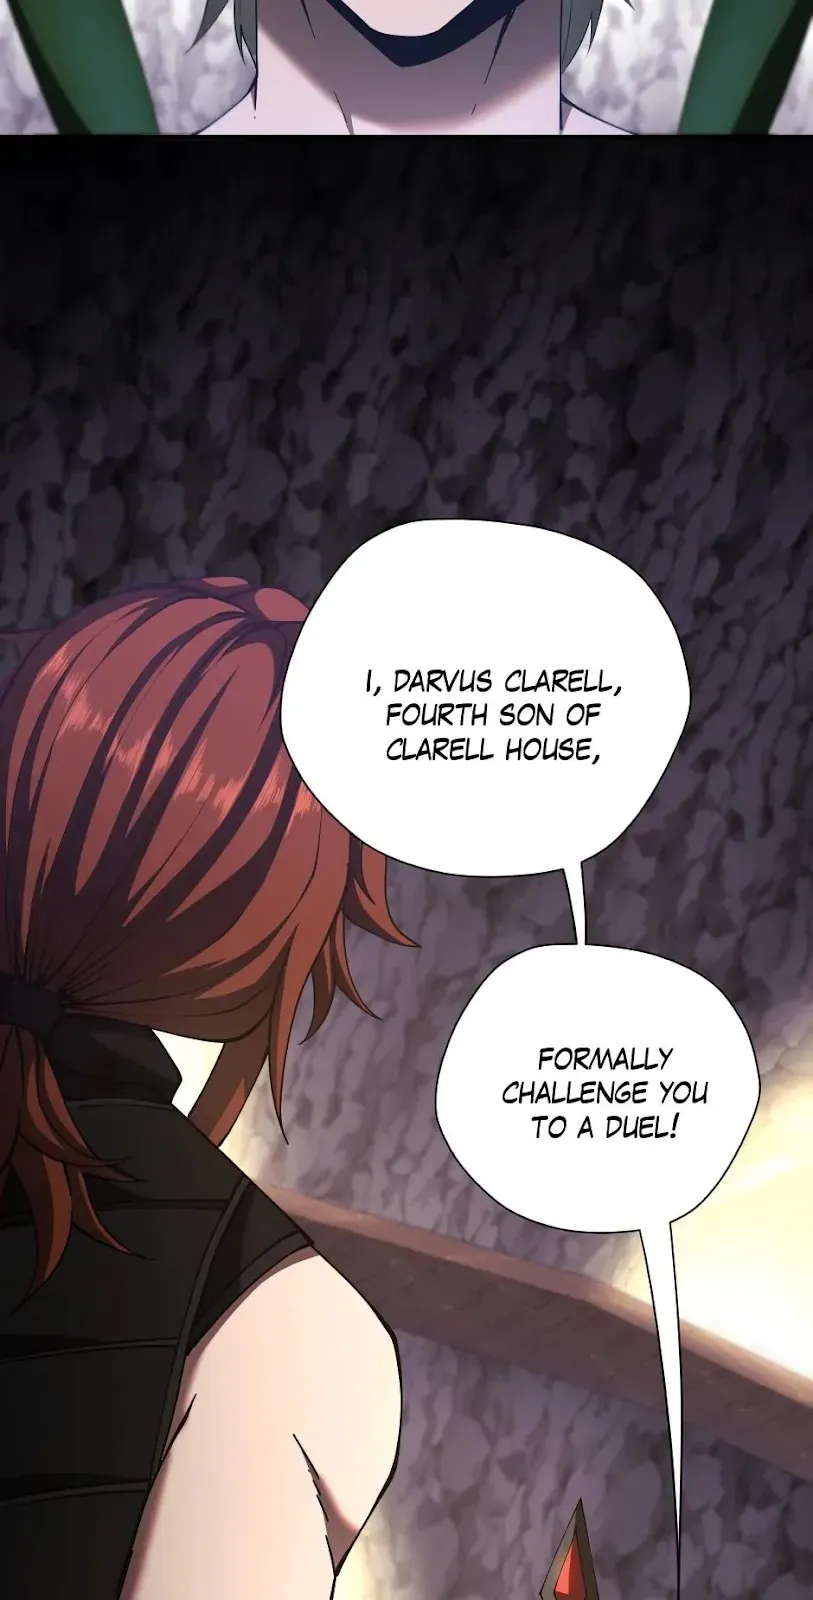 I, DARVUS CLARELL,
FOURTH SON OF
CLARELL HOUSE,
FORMALLY
CHALLENGE YOU
TO A DUEL!